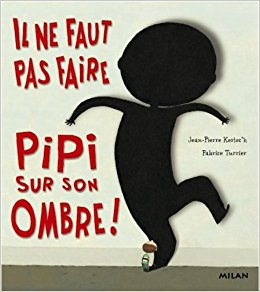 IL NE FAUT
PAS FAIRE
PIPI
SUR SON
OMBRE!
Jean-Pierre Kerloc'h
Fabrice Turrier
MILAN